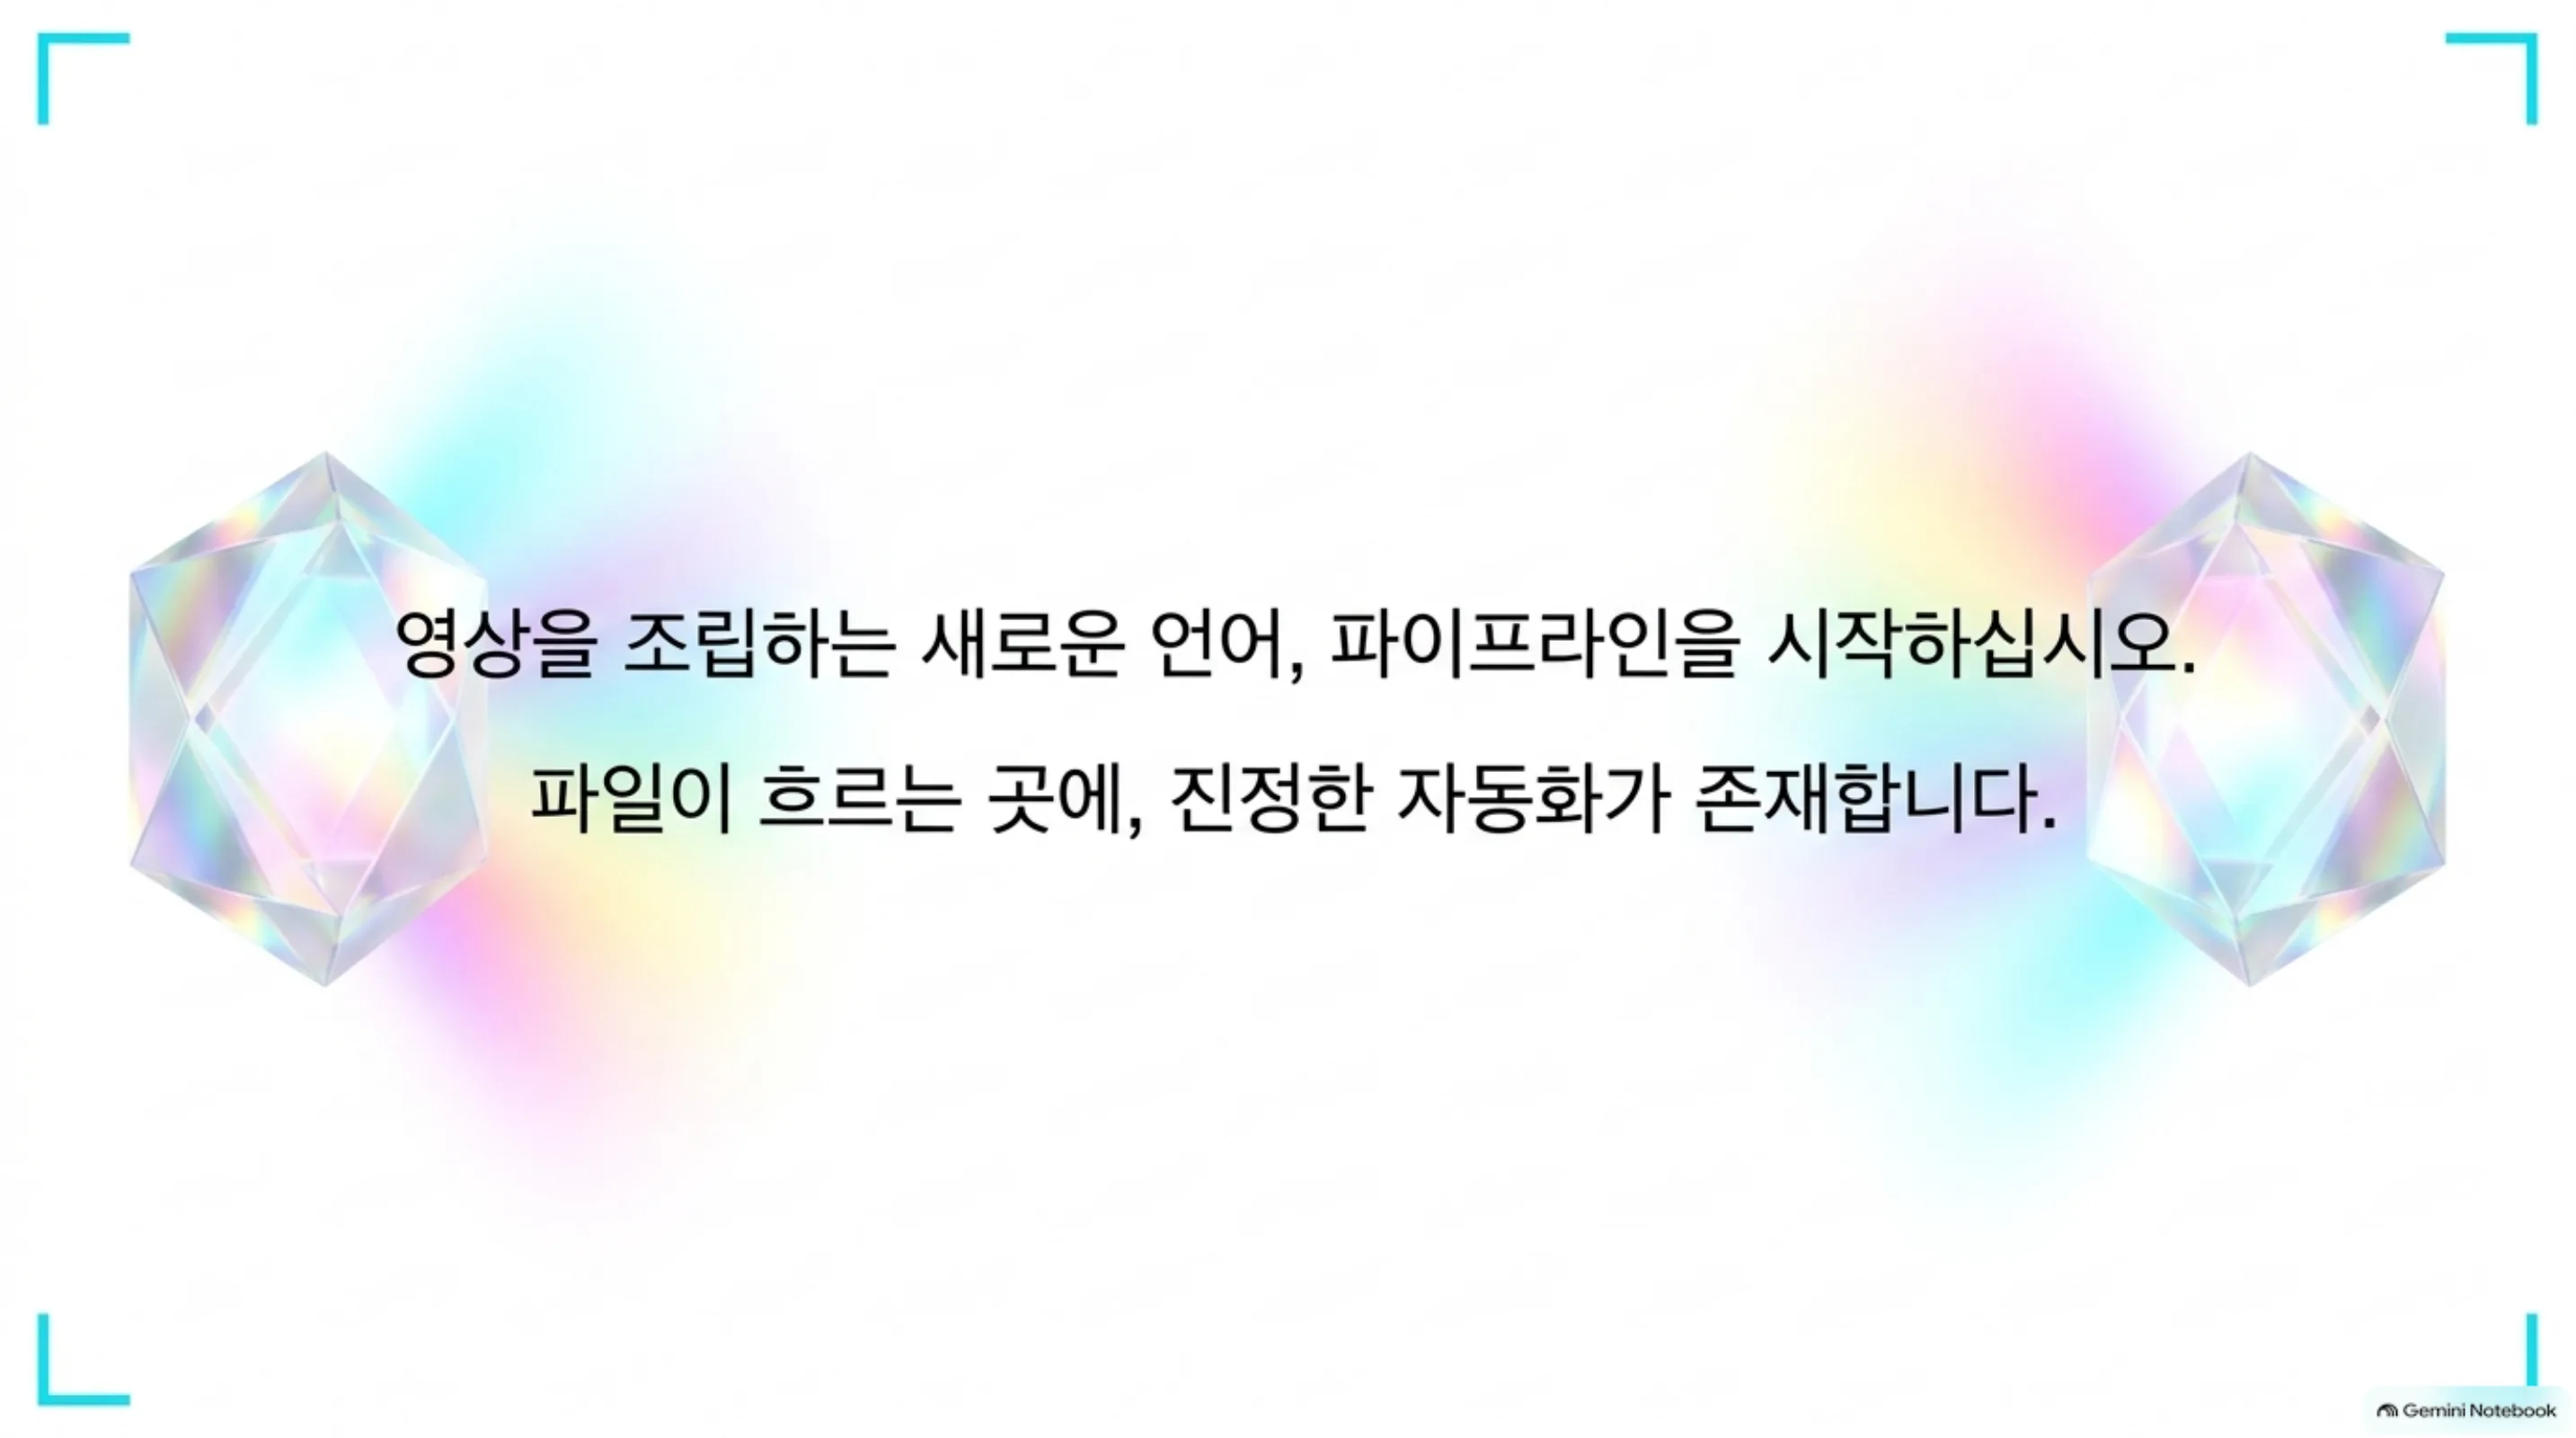 영상을 조립하는 새로운 언어, 파이프라인을 시작하십시오.
파일이 흐르는 곳에, 진정한 자동화가 존재합니다.
Gemini Notebook